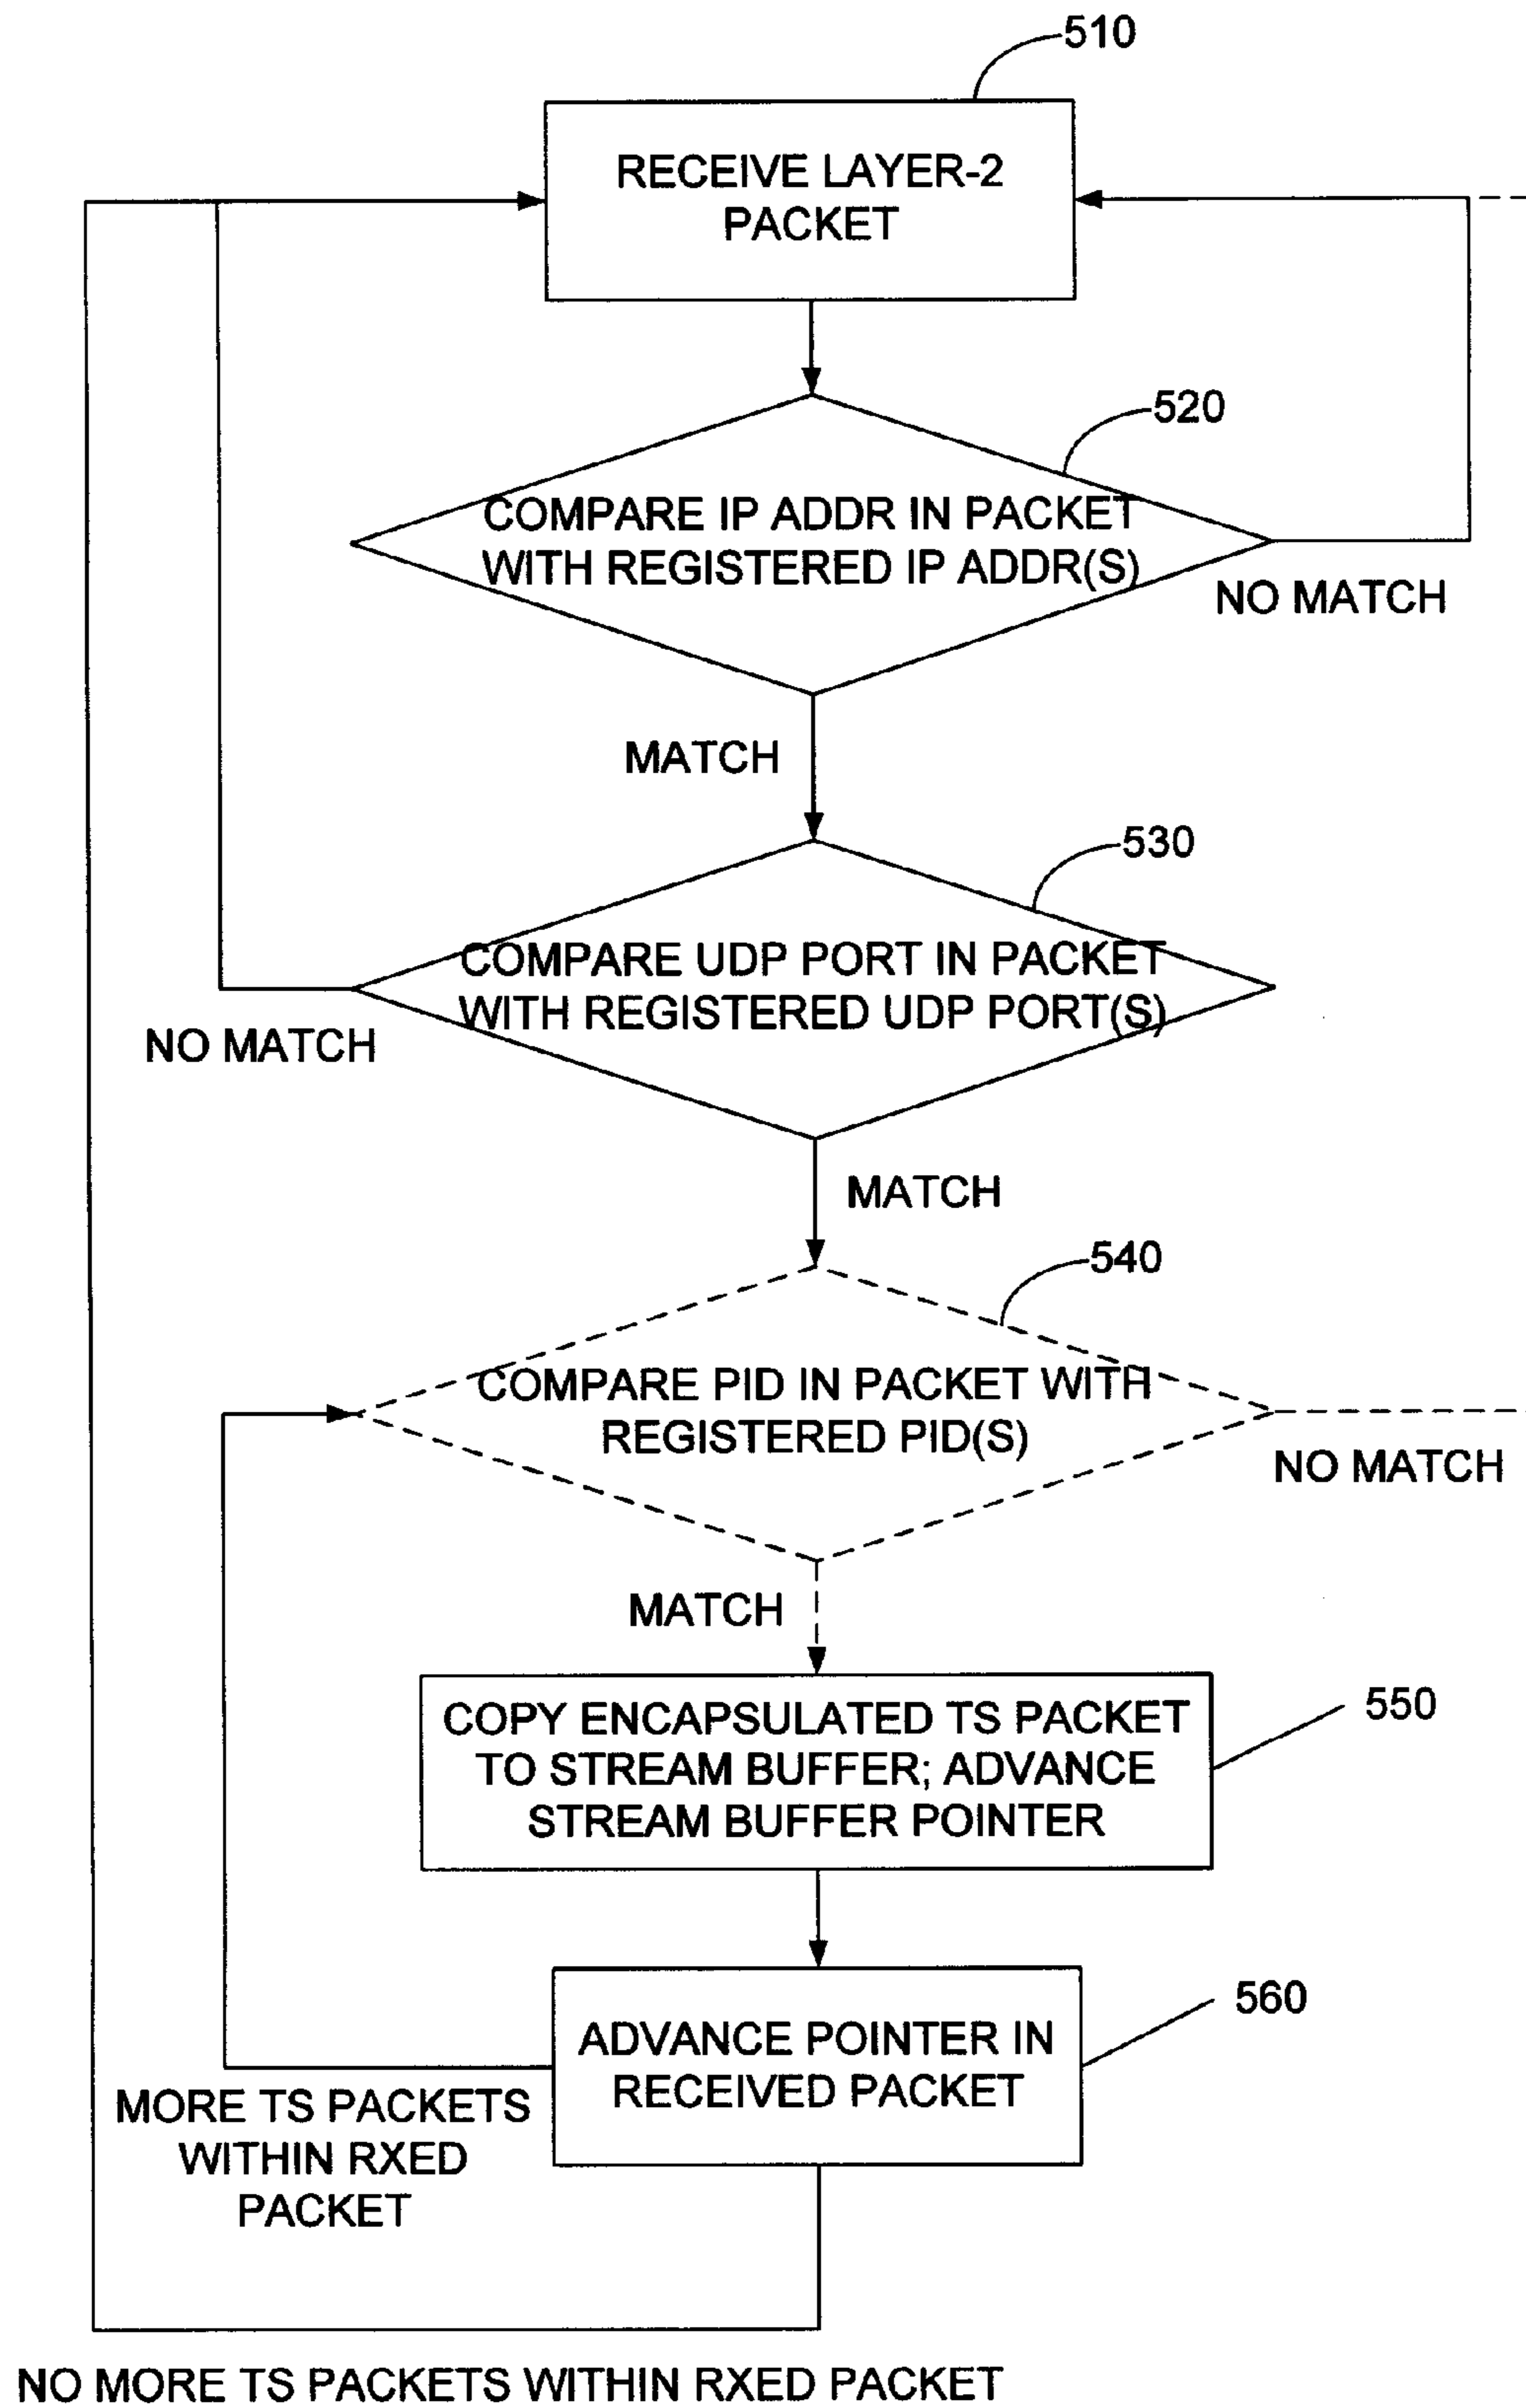 510
RECEIVE LAYER-2
PACKET
520
COMPARE IP ADDR IN PACKET
WITH REGISTERED IP ADDR(S)
NO MATCH
MATCH
530
COMPARE UDP PORT IN PACKET
WITH REGISTERED UDP PORT(S)
NO MATCH
MATCH
540
COMPARE PID IN PACKET WITH
REGISTERED PID(S)
NO MATCH
MATCH
550
COPY ENCAPSULATED TS PACKET
TO STREAM BUFFER; ADVANCE
STREAM BUFFER POINTER
560
ADVANCE POINTER IN
RECEIVED PACKET
MORE TS PACKETS
WITHIN RXED
PACKET
NO MORE TS PACKETS WITHIN RXED PACKET